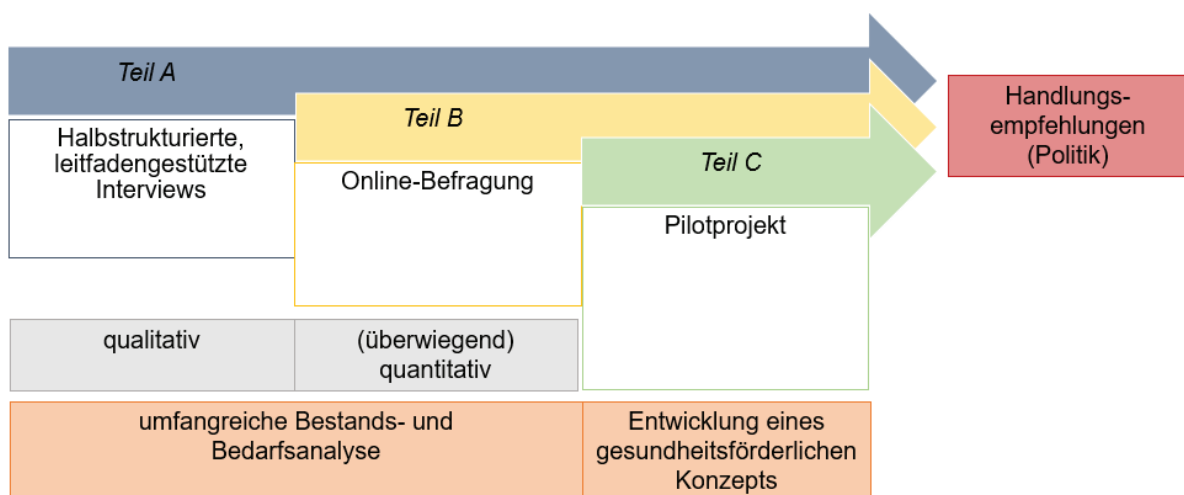 Teil A
Halbstrukturierte,
leitfadengestützte
Interviews
Teil B
Online-Befragung
Teil C
Pilotprojekt
Handlungs-
empfehlungen
(Politik)
qualitativ
(überwiegend)
quantitativ
umfangreiche Bestands- und
Bedarfsanalyse
Entwicklung eines
gesundheitsförderlichen
Konzepts